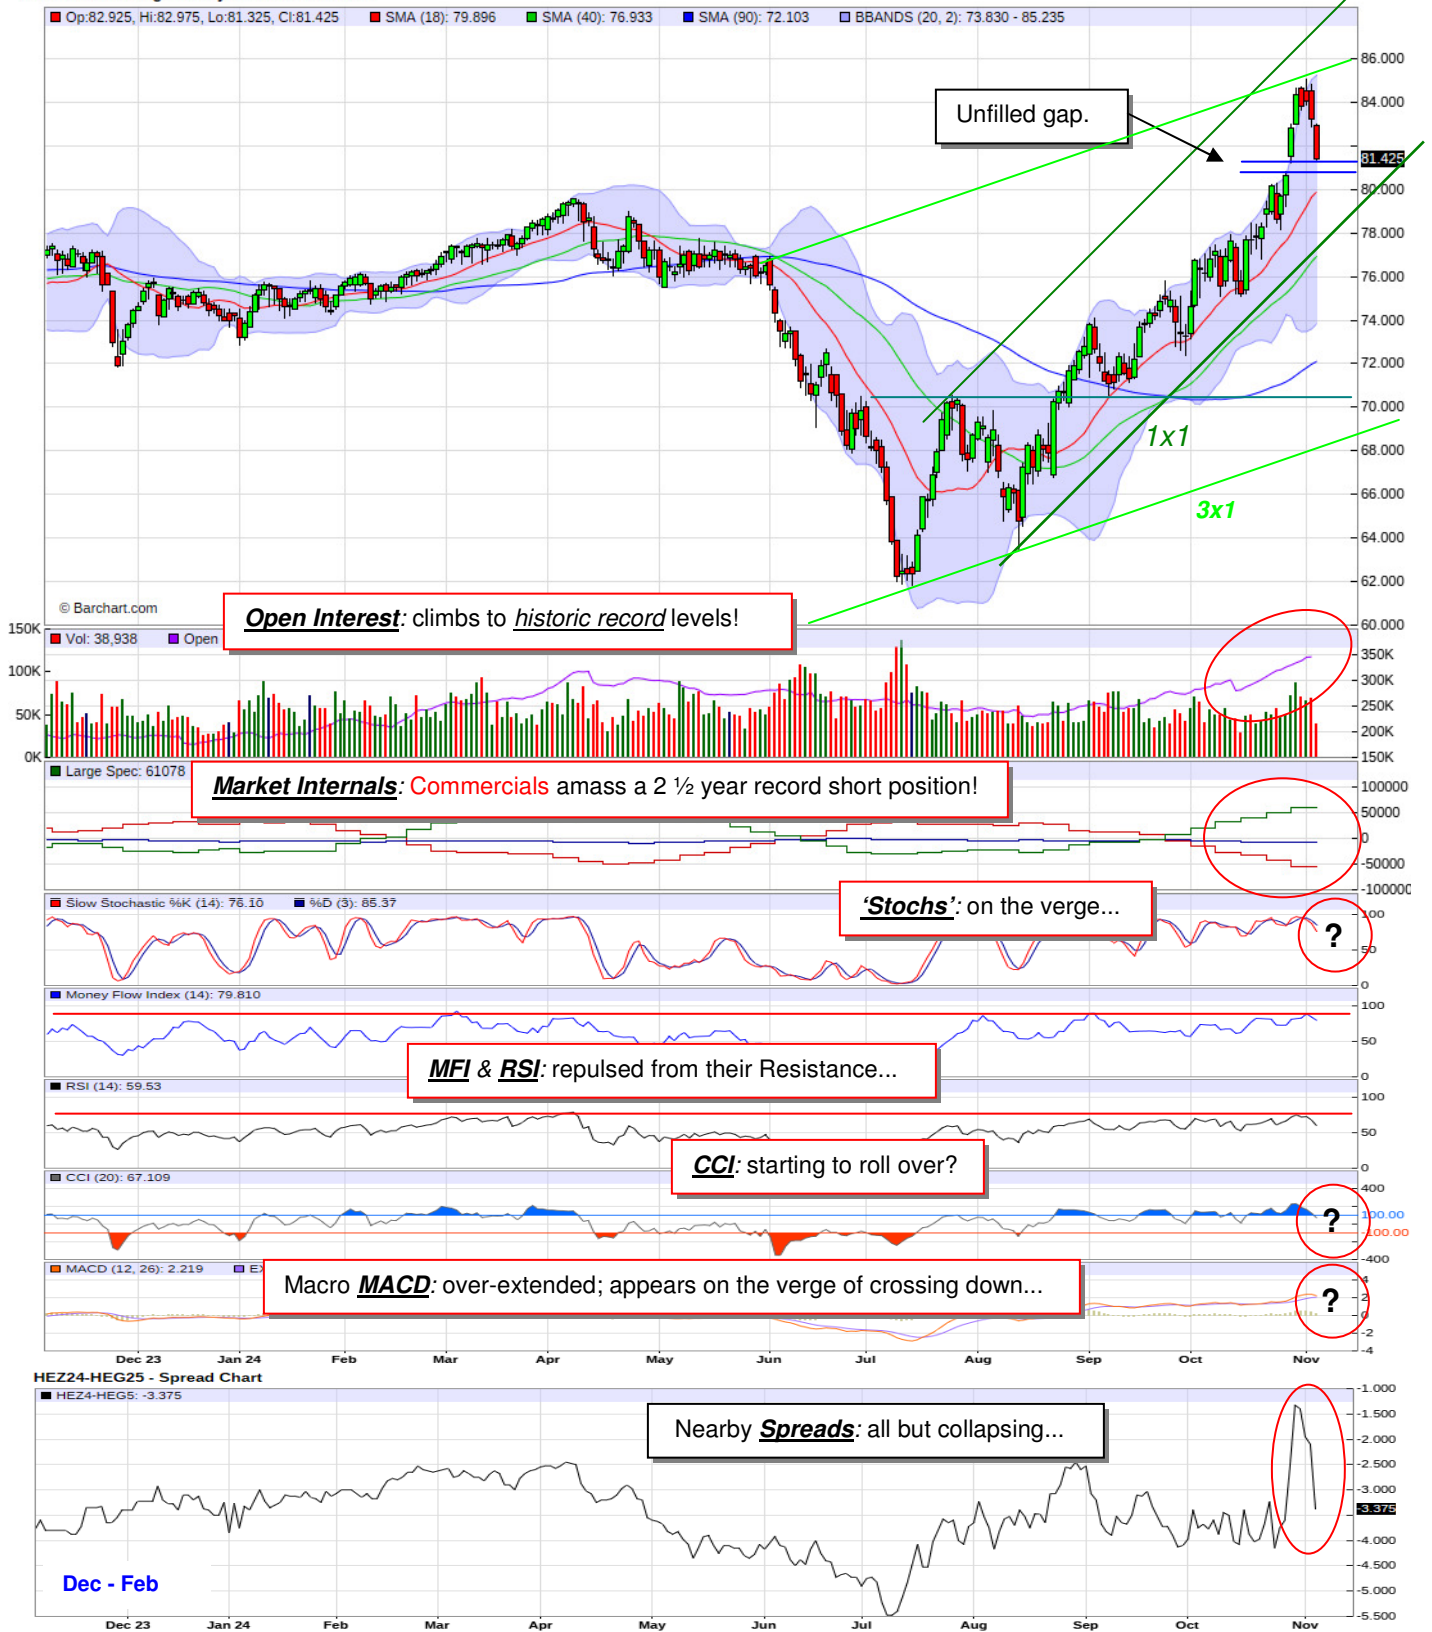 Op:82.925, Hi:82.975, Lo:81.325, Cl:81.425 SMA (18): 79.896 SMA (40): 76.933 SMA (90): 72.103 BBANDS (20, 2): 73.830 - 85.235
86.000
84.000
Unfilled gap.
81.425
80.000
78.000
76.000
74.000
72.000
70.000
1x1
68.000
66.000
3x1
64.000
62.000
© Barchart.com
60.000
Open Interest: climbs to historic record levels!
150K
Vol: 38,938 Open
350K
100K
300K
250K
50K
200K
0K
150K
Large Spec: 61078
Market Internals: Commercials amass a 2 ½ year record short position!
100000
50000
0
-50000
-100000
Slow Stochastic %K (14): 76.10 %D (3): 85.37
'Stochs': on the verge...
100
?
50
0
Money Flow Index (14): 79.810
100
50
MFI & RSI: repulsed from their Resistance...
0
RSI (14): 59.53
100
50
CCI: starting to roll over?
0
CCI (20): 67.109
400
100.00
?
-100.00
-400
MACD (12, 26): 2.219
Macro MACD: over-extended; appears on the verge of crossing down...
4
2
?
0
-2
-4
Dec 23 Jan 24 Feb Mar Apr May Jun Jul Aug Sep Oct Nov
HEZ24-HEG25 - Spread Chart
HEZ4-HEG5: -3.375
-1.000
-1.500
Nearby Spreads: all but collapsing...
-2.000
-2.500
-3.000
-3.375
-4.000
-4.500
Dec - Feb
-5.000
-5.500
Dec 23 Jan 24 Feb Mar Apr May Jun Jul Aug Sep Oct Nov